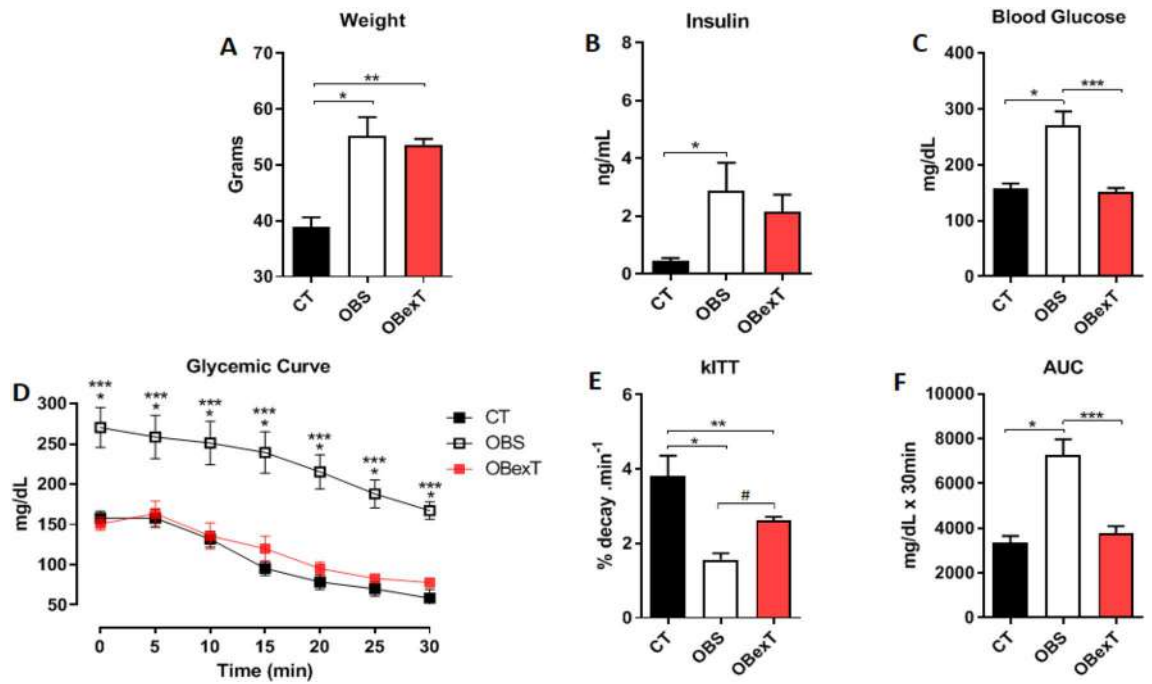 A
Weight
70
60
50
40
30
Grams
**
*
CT
OBS
OBexT
B
Insulin
8
6
4
2
0
ng/mL
*
CT
OBS
OBexT
C
Blood Glucose
400
300
200
100
0
mg/dL
*
***
CT
OBS
OBexT
D
Glycemic Curve
300
250
200
150
100
50
mg/dL
***
*
***
*
***
*
***
*
***
*
***
*
***
*
CT
OBS
OBexT
0 5 10 15 20 25 30
Time (min)
E
kITT
6
4
2
0
% decay .min-1
**
*
#
CT
OBS
OBexT
F
AUC
10000
8000
6000
4000
2000
0
mg/dL x 30min
*
***
CT
OBS
OBexT